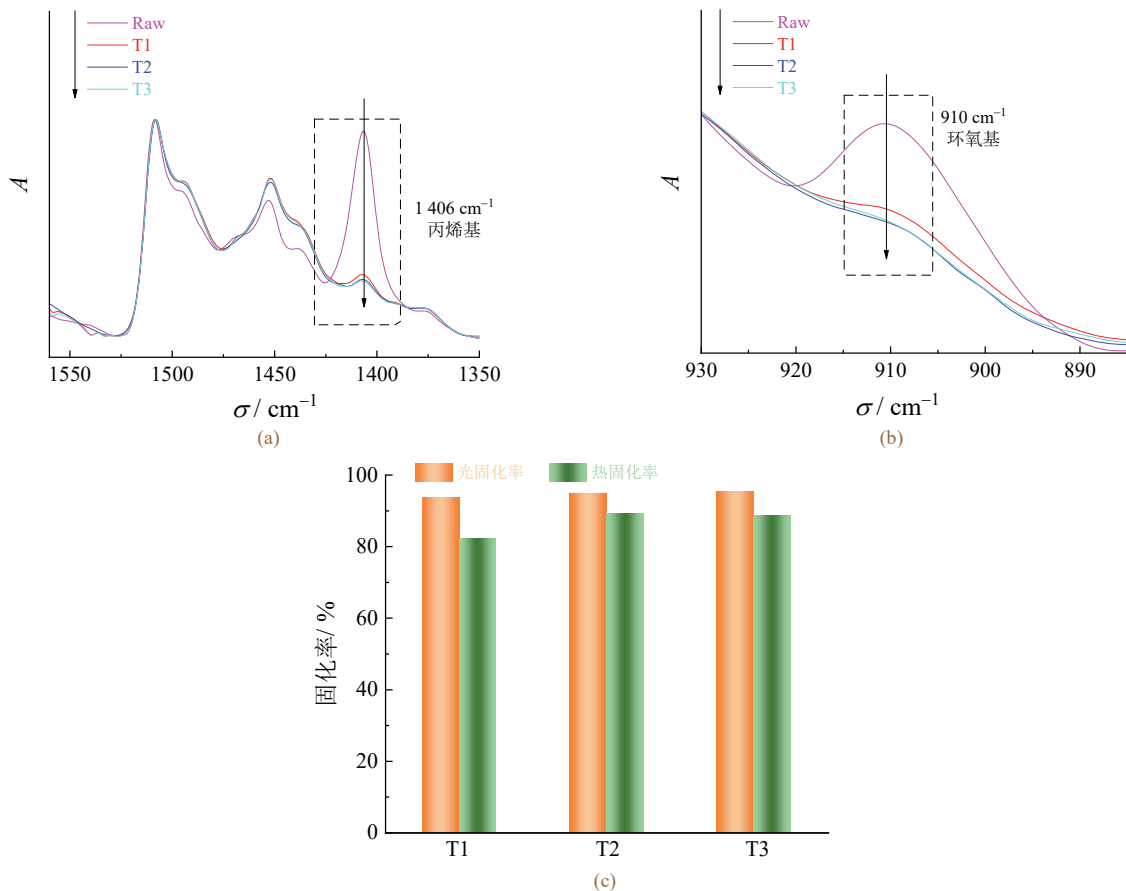 Raw
T1
T2
T3
1 406 cm⁻¹
丙烯基
A
1550 1500 1450 1400 1350
σ / cm⁻¹
(a)
Raw
T1
T2
T3
910 cm⁻¹
环氧基
A
930 920 910 900 890
σ / cm⁻¹
(b)
光固化率 热固化率
固化率/ %
100
80
60
40
20
0
T1 T2 T3
(c)